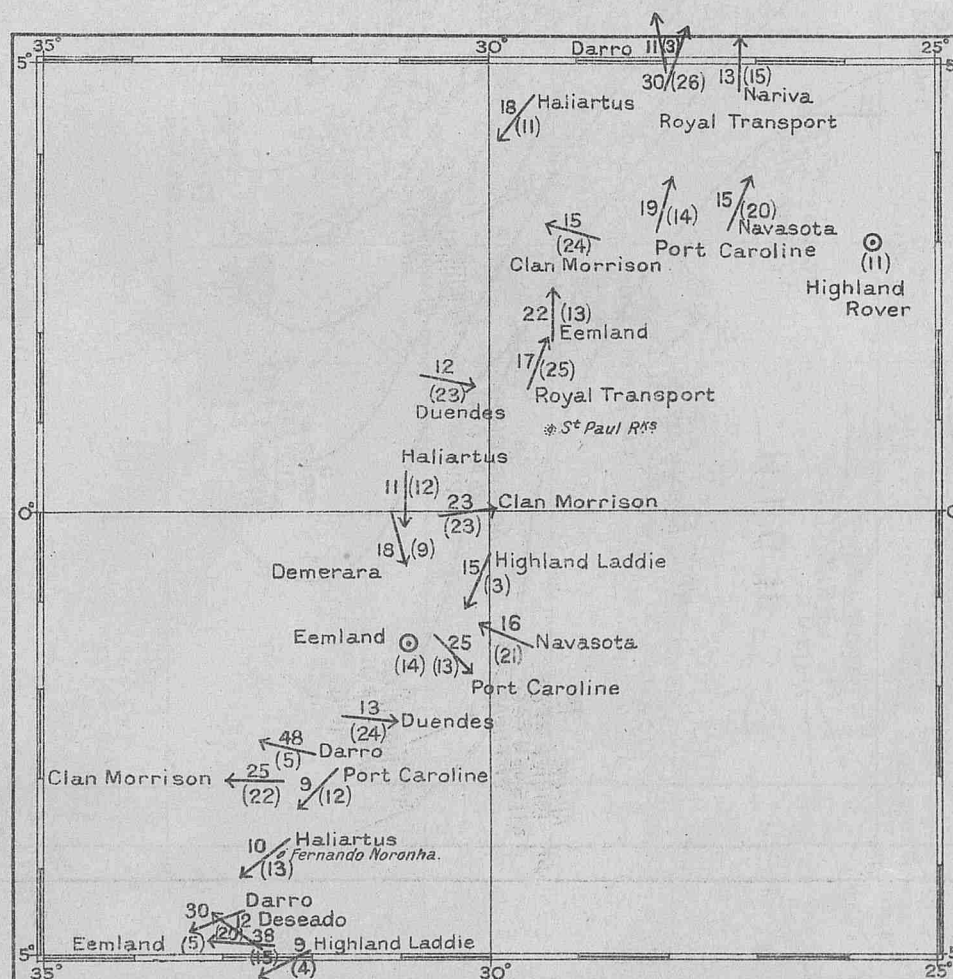 35° 30° 25°
5° 5°
Darro 11 (3)
30 (26) 13 (15)
Nariva
Royal Transport
18 Haliartus
(11)
19 (14) 15 (20)
Navasota
Port Caroline
15
(24)
Clan Morrison
(11)
Highland
Rover
22 (13)
Eemland
17 (25)
Royal Transport
12
(23)
Duendes
St Paul Rks
Haliartus
11 (12)
23 Clan Morrison
0° (23) 0
18 (9)
Demerara
15 Highland Laddie
(3)
16
Navasota
(21)
Eemland 25
(14) (13)
Port Caroline
13
Duendes
(24)
48
Darro
(5)
Clan Morrison 25
(22)
9 Port Caroline
(12)
10 Haliartus
Fernando Noronha.
(13)
Darro
30 12 Deseado
(20) 38
Eemland (5) (15)
9 Highland Laddie
(4)
5° 5°
35° 30° 25°